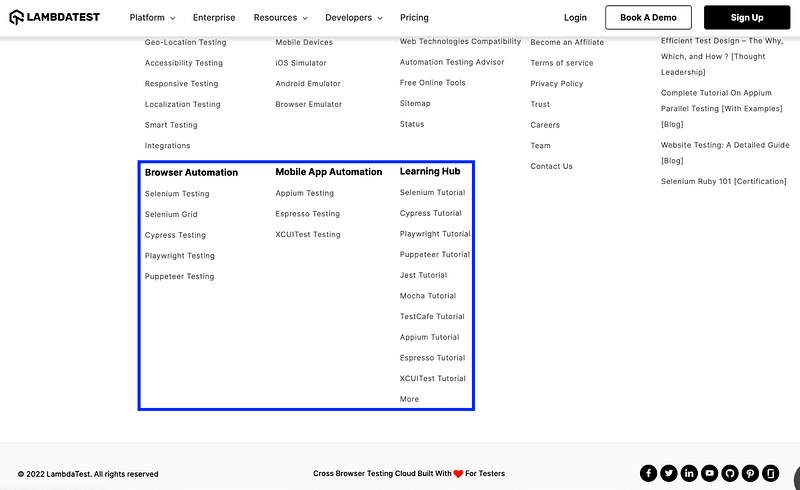 LAMBDATEST
Platform
Enterprise
Resources
Developers
Pricing
Login
Book A Demo
Sign Up
Geo-Location Testing
Accessibility Testing
Responsive Testing
Localization Testing
Smart Testing
Integrations
Mobile Devices
iOS Simulator
Android Emulator
Browser Emulator
Web Technologies Compatibility
Automation Testing Advisor
Free Online Tools
Sitemap
Status
Become an Affiliate
Terms of service
Privacy Policy
Trust
Careers
Team
Contact Us
Efficient Test Design – The Why,
Which, and How ? [Thought
Leadership]
Complete Tutorial On Appium
Parallel Testing [With Examples]
[Blog]
Website Testing: A Detailed Guide
[Blog]
Selenium Ruby 101 [Certification]
Browser Automation
Selenium Testing
Selenium Grid
Cypress Testing
Playwright Testing
Puppeteer Testing
Mobile App Automation
Appium Testing
Espresso Testing
XCUITest Testing
Learning Hub
Selenium Tutorial
Cypress Tutorial
Playwright Tutorial
Puppeteer Tutorial
Jest Tutorial
Mocha Tutorial
TestCafe Tutorial
Appium Tutorial
Espresso Tutorial
XCUITest Tutorial
More
© 2022 LambdaTest. All rights reserved
Cross Browser Testing Cloud Built With ❤ For Testers